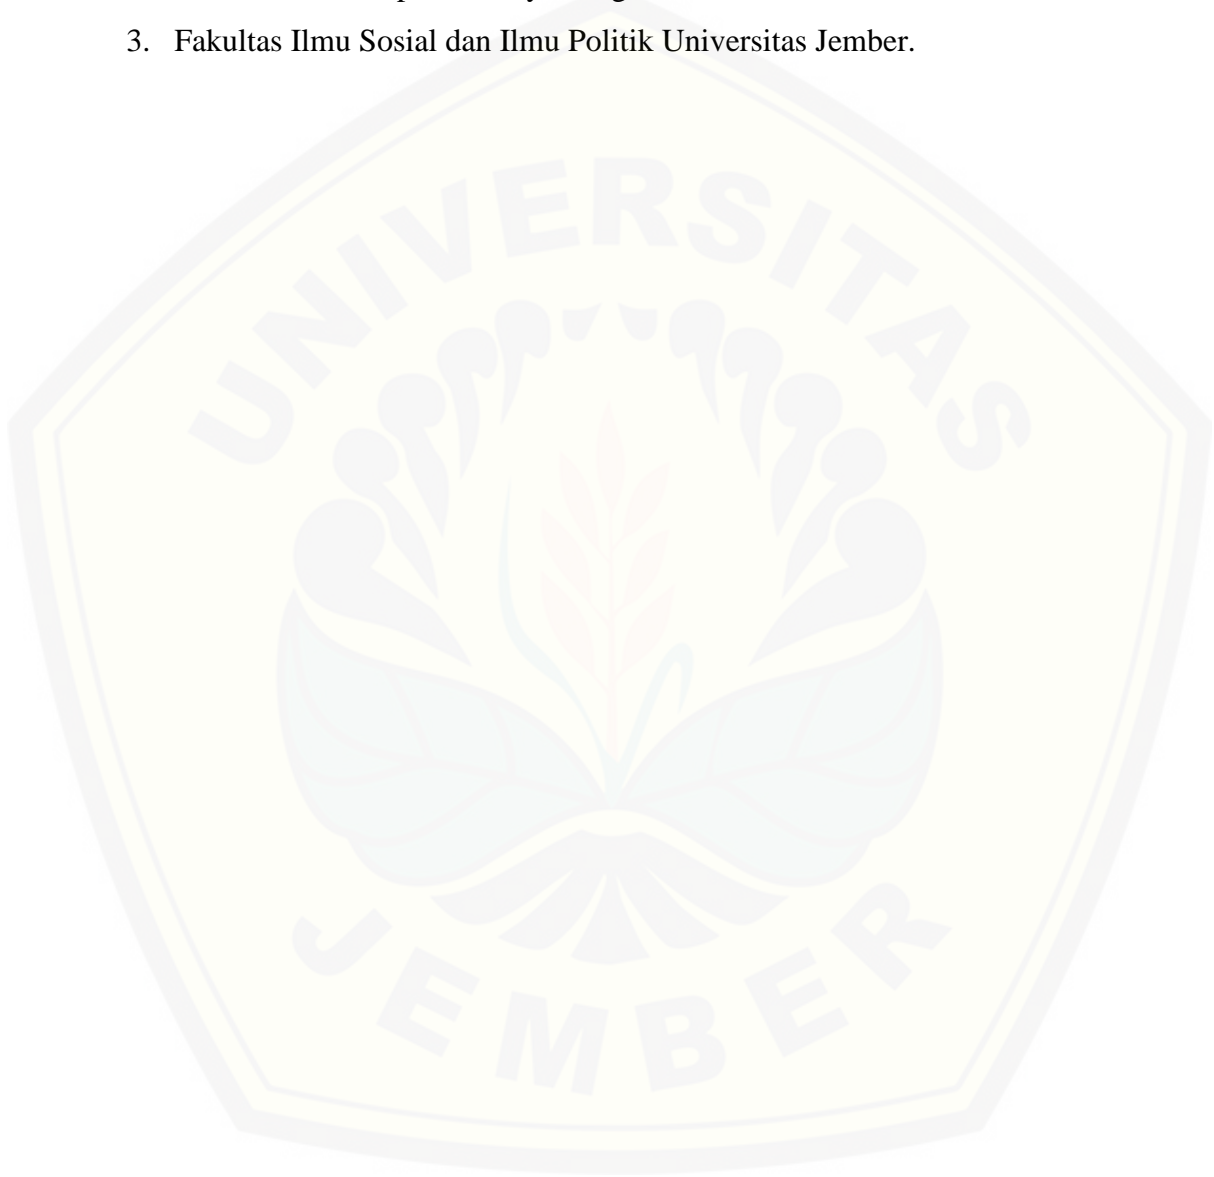 3. Fakultas Ilmu Sosial dan Ilmu Politik Universitas Jember.
UNIVERSITAS
JEMBER